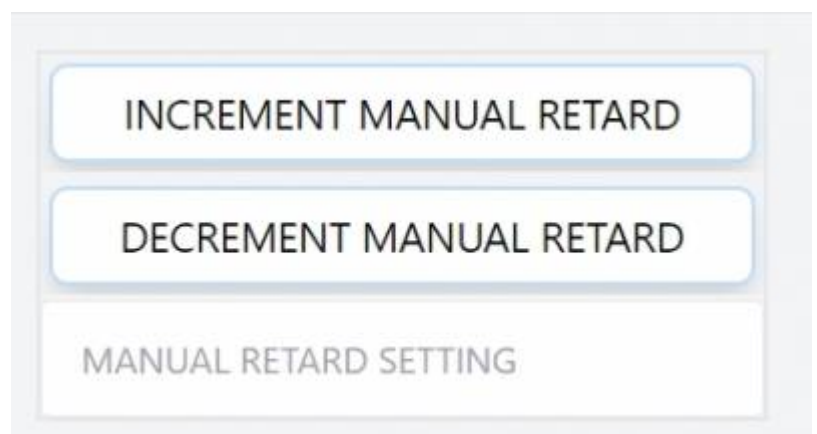 INCREMENT MANUAL RETARD
DECREMENT MANUAL RETARD
MANUAL RETARD SETTING